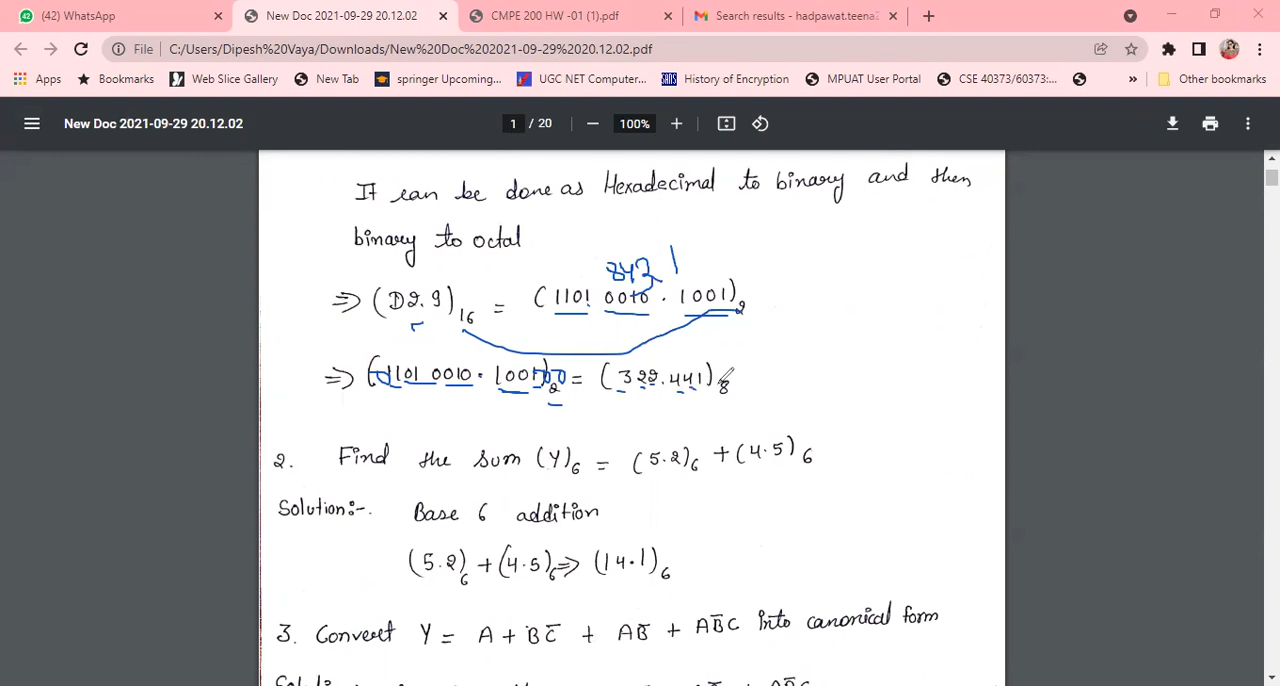 (42) WhatsApp
New Doc 2021-09-29 20.12.02
CMPE 200 HW -01 (1).pdf
Search results - hadpawat.teena
File
C:/Users/Dipesh%20Vaya/Downloads/New%20Doc%202021-09-29%2020.12.02.pdf
Apps
Bookmarks
Web Slice Gallery
New Tab
springer Upcoming...
UGC NET Computer...
History of Encryption
MPUAT User Portal
CSE 40373/60373:...
»
Other bookmarks
New Doc 2021-09-29 20.12.02
1 / 20
100%
It can be done as Hexadecimal to binary and then
binary to octal
842 1
⇒ (D2.9)₁₆ = (1101 0010 . 1001)₂
⇒ (11010010 . 100100)₂ = (322.441)₈
2. Find the sum (Y)₆ = (5.2)₆ + (4.5)₆
Solution:-. Base 6 addition
(5.2)₆ + (4.5)₆ ⇒ (14.1)₆
3. Convert Y = A + BC̅ + AB̅ + AB̅C into canonical form